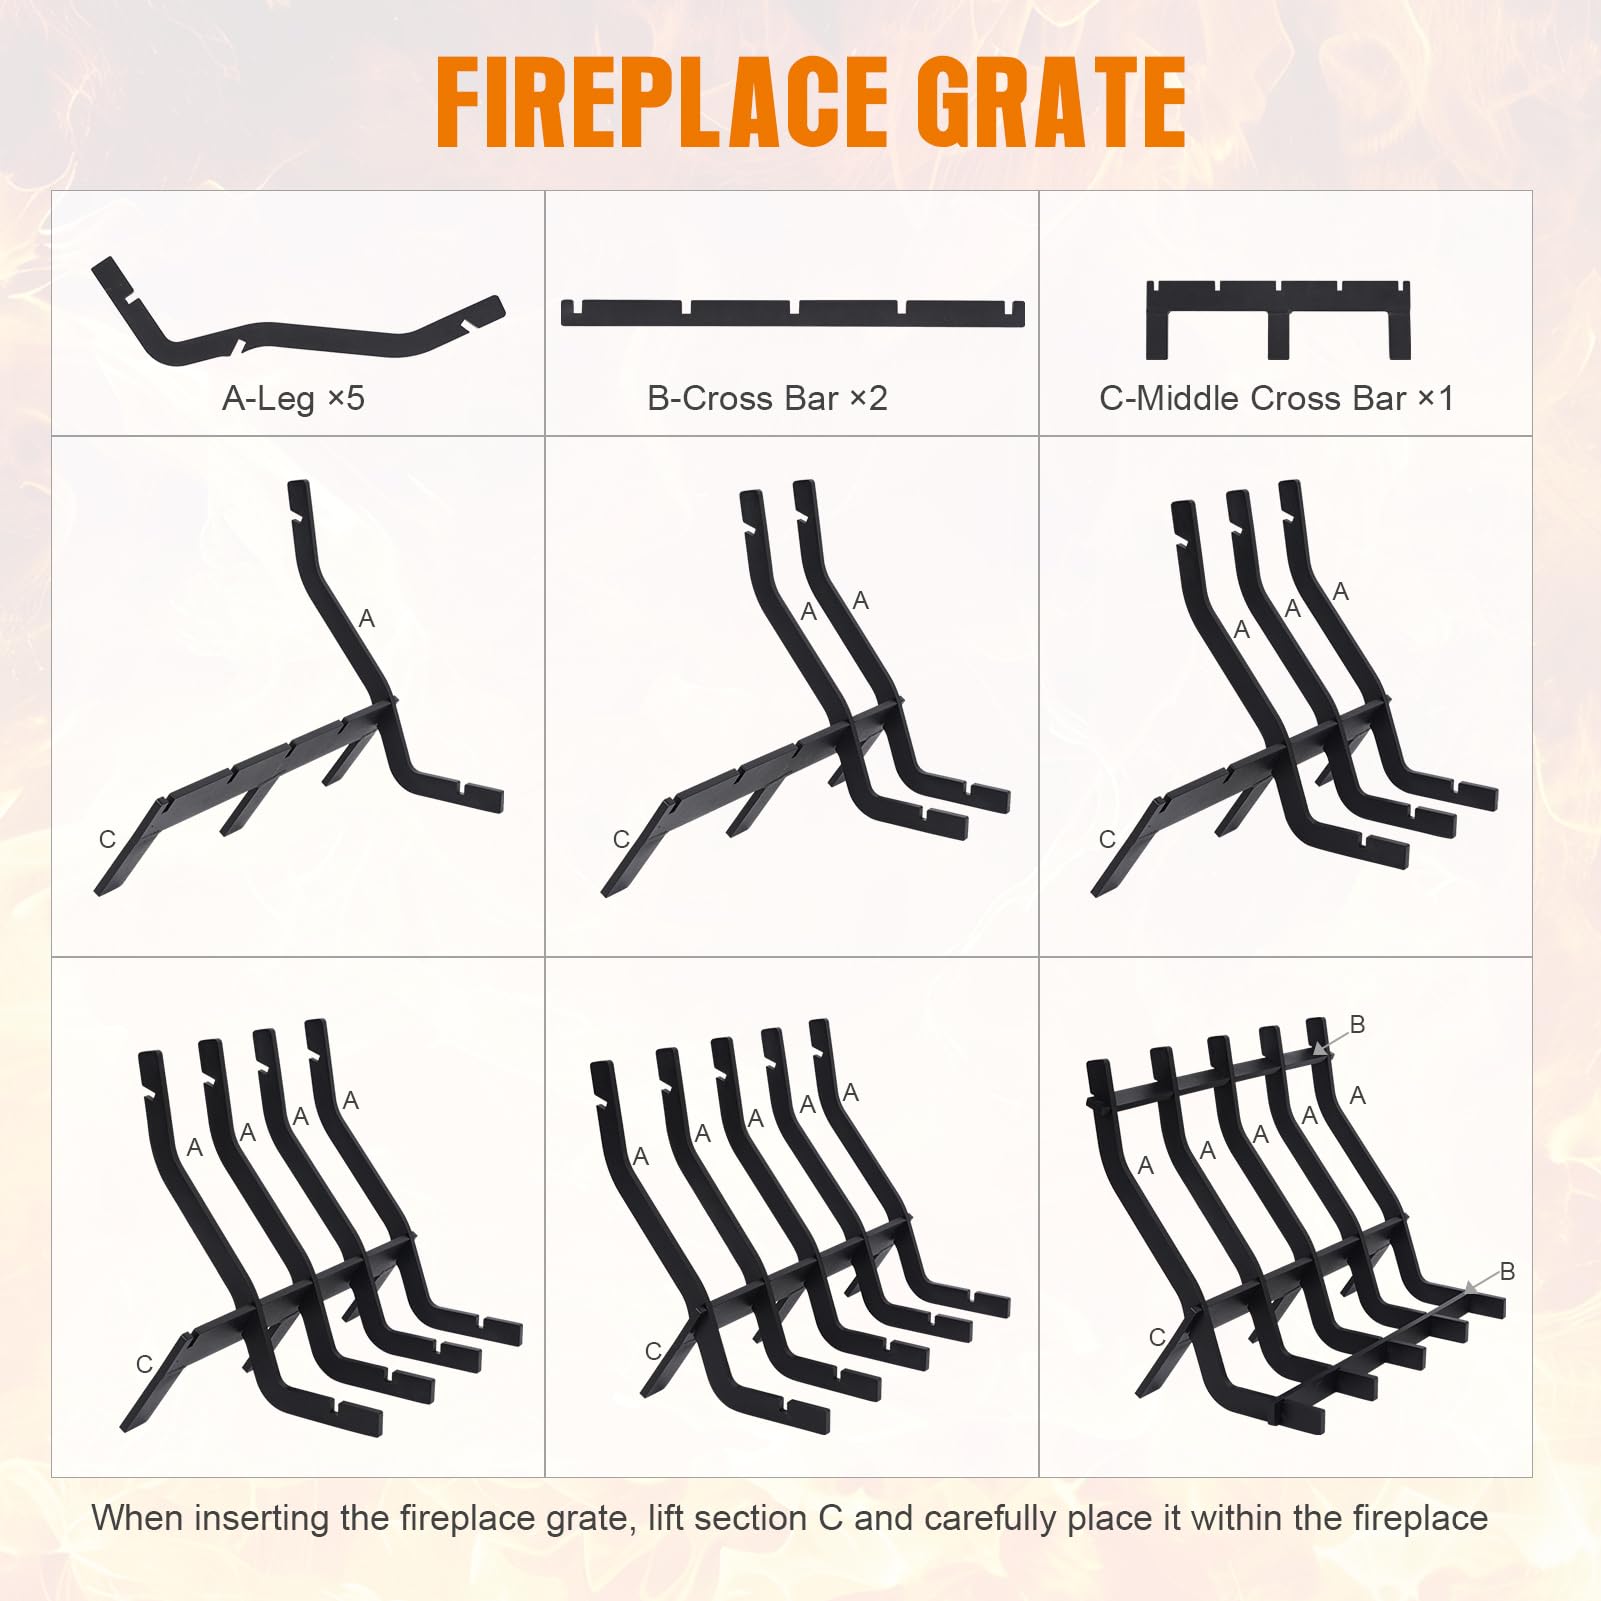 FIREPLACE GRATE
A-Leg ×5
B-Cross Bar ×2
C-Middle Cross Bar ×1
A
C
A
A
C
A
A
A
C
A
A
A
A
C
A
A
A
A
A
C
B
A
A
A
A
A
B
C
When inserting the fireplace grate, lift section C and carefully place it within the fireplace